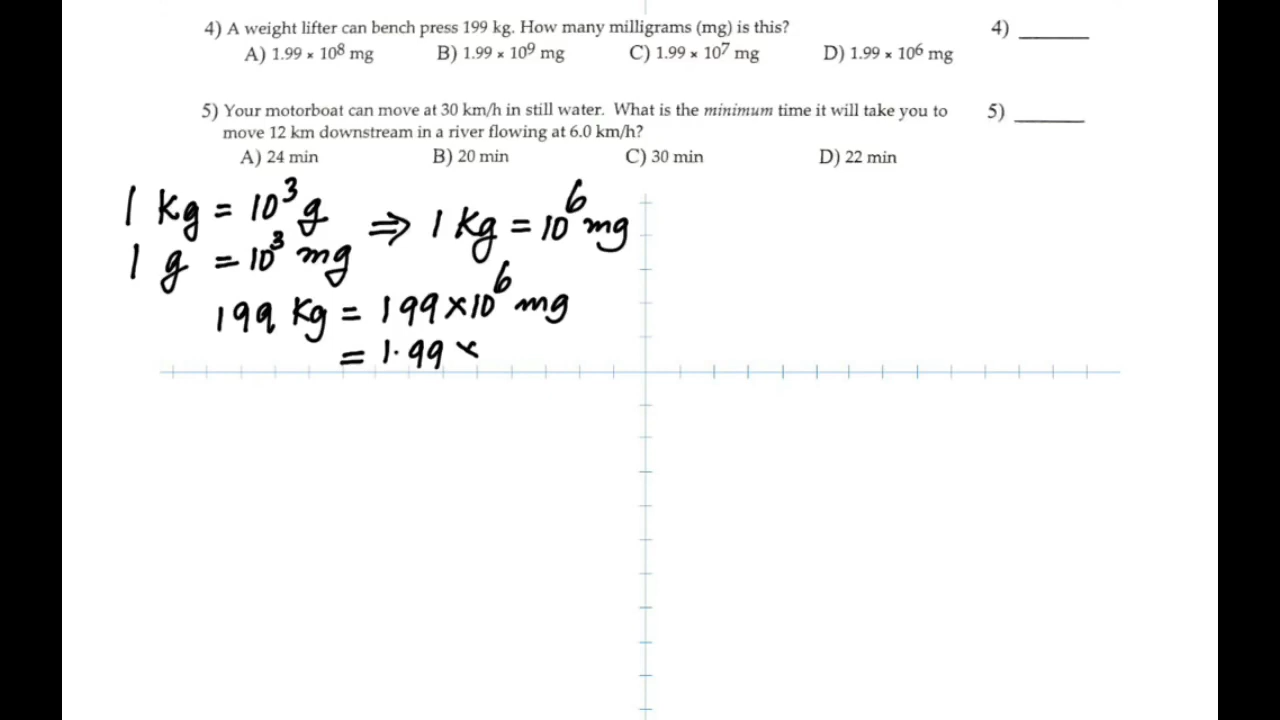 4) A weight lifter can bench press 199 kg. How many milligrams (mg) is this? 4) ________
A) 1.99 × 10⁸ mg B) 1.99 × 10⁹ mg C) 1.99 × 10⁷ mg D) 1.99 × 10⁶ mg
5) Your motorboat can move at 30 km/h in still water. What is the minimum time it will take you to 5) ________
move 12 km downstream in a river flowing at 6.0 km/h?
A) 24 min B) 20 min C) 30 min D) 22 min
1 Kg = 10³ g ⇒ 1 Kg = 10⁶ mg
1 g = 10³ mg
199 Kg = 199 × 10⁶ mg
= 1.99 ×